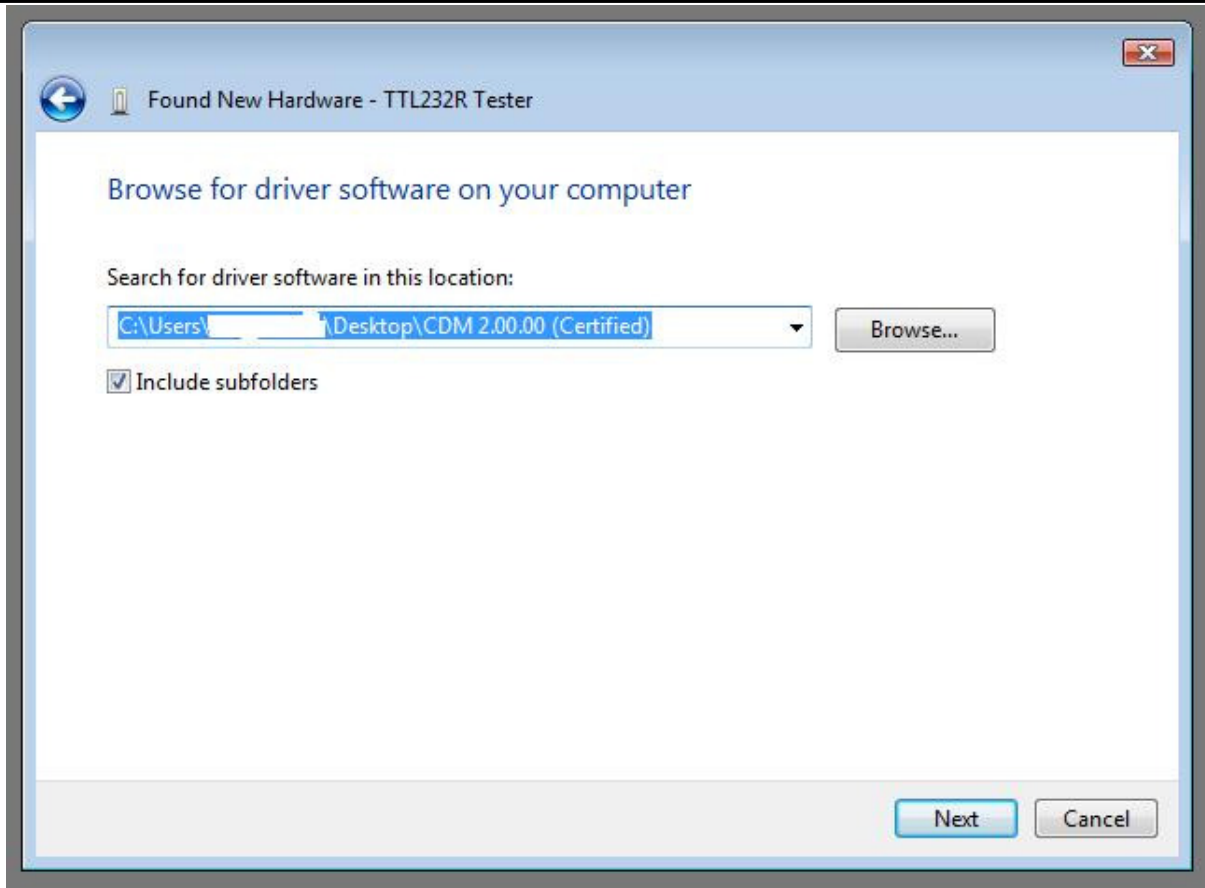 Found New Hardware - TTL232R Tester
Browse for driver software on your computer
Search for driver software in this location:
C:\Users\ \Desktop\CDM 2.00.00 (Certified)
Browse...
Include subfolders
Next
Cancel